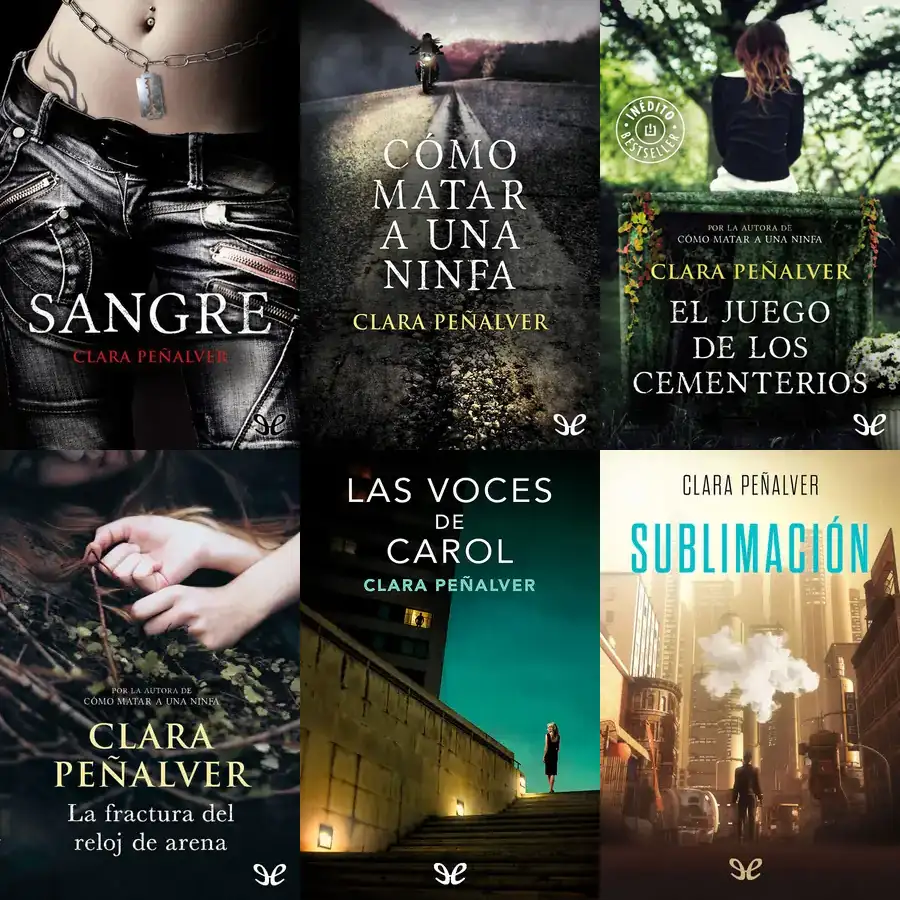 SANGRE
CLARA PEÑALVER
CÓMO
MATAR
A UNA
NINFA
CLARA PEÑALVER
INÉDITO
BESTSELLER
POR LA AUTORA DE
CÓMO MATAR A UNA NINFA
CLARA PEÑALVER
EL JUEGO
DE LOS
CEMENTERIOS
POR LA AUTORA DE
CÓMO MATAR A UNA NINFA
CLARA
PEÑALVER
La fractura del
reloj de arena
LAS VOCES
DE
CAROL
CLARA PEÑALVER
CLARA PEÑALVER
SUBLIMACIÓN